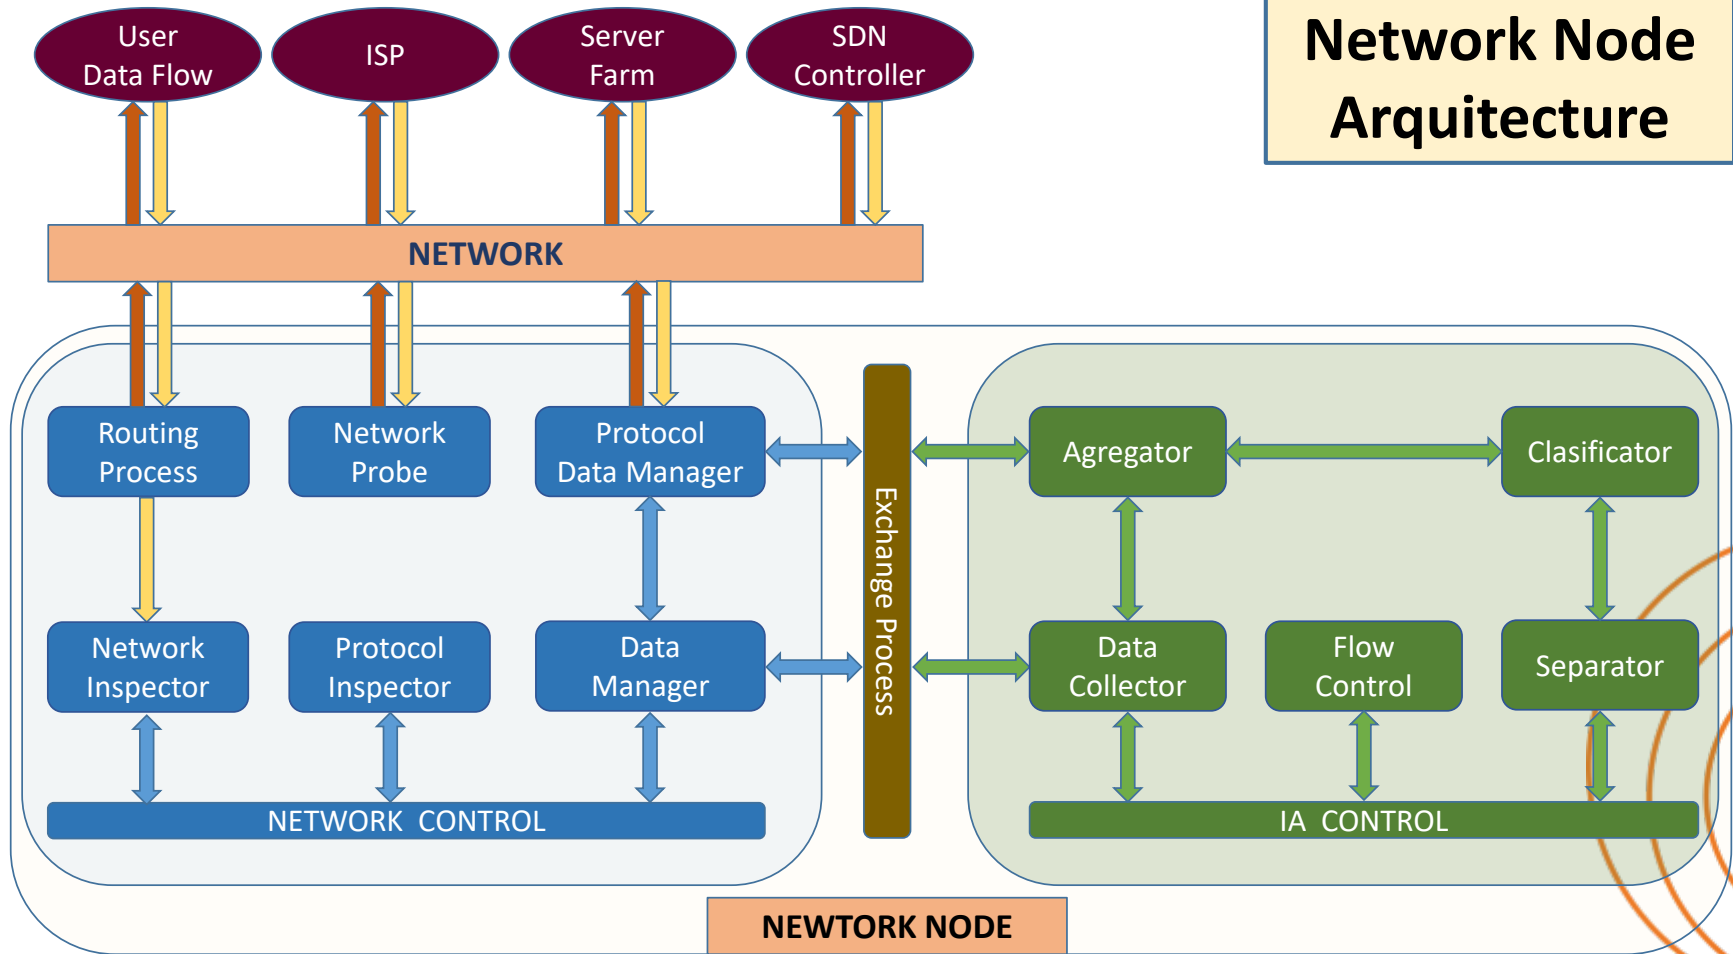 Network Node
Arquitecture
User
Data Flow
ISP
Server
Farm
SDN
Controller
NETWORK
Routing
Process
Network
Probe
Protocol
Data Manager
Agregator
Clasificator
Exchange Process
Network
Inspector
Protocol
Inspector
Data
Manager
Data
Collector
Flow
Control
Separator
NETWORK CONTROL
IA CONTROL
NEWTORK NODE